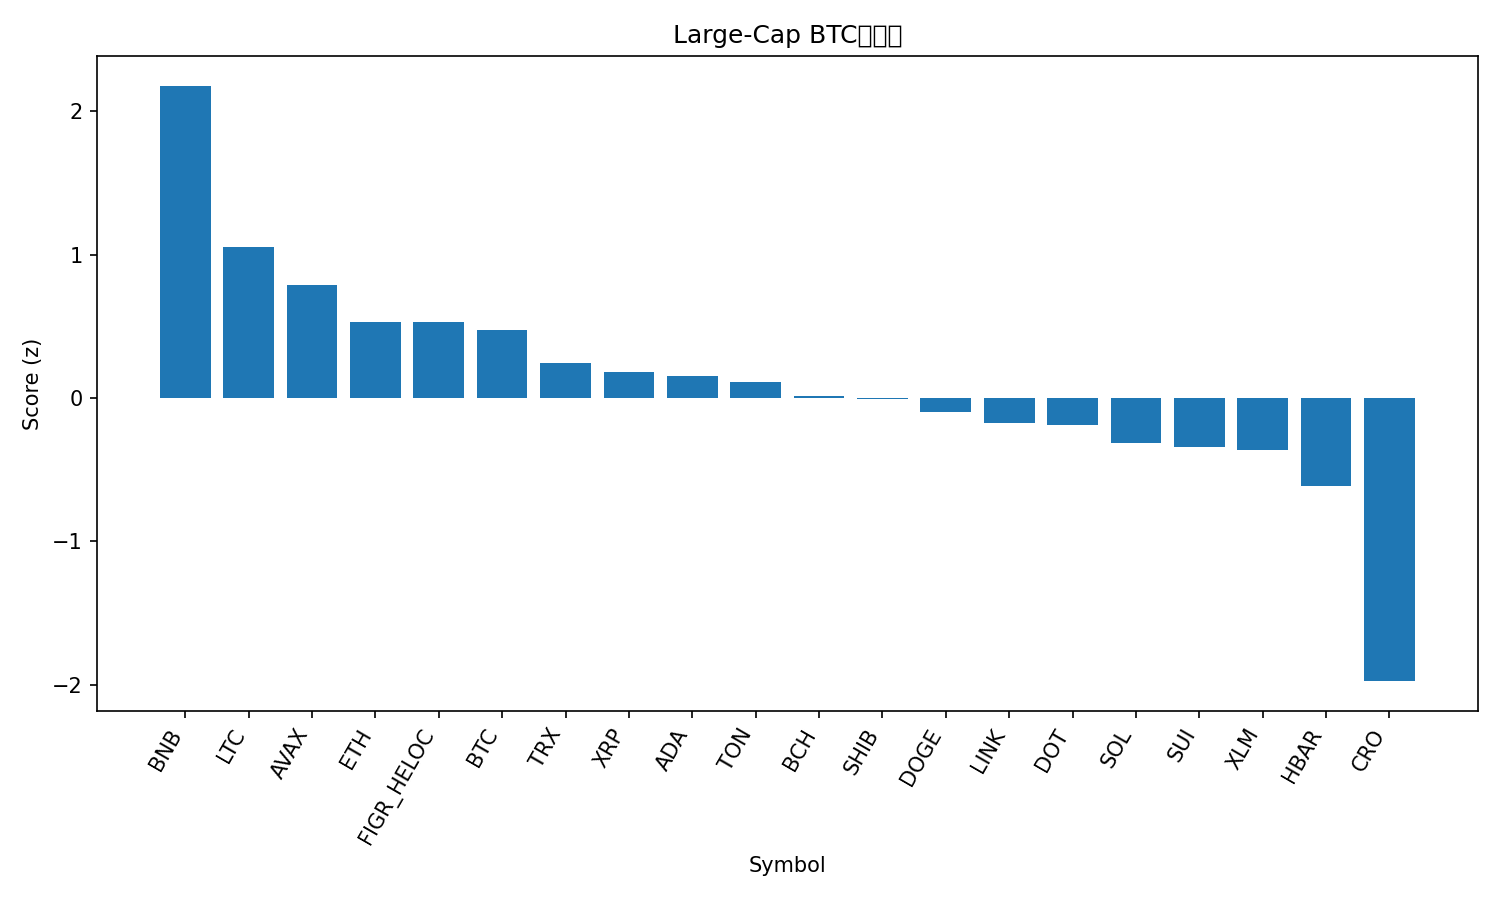 Large-Cap BTC
Score (z)
2
1
0
−1
−2
BNB
LTC
AVAX
ETH
FIGR_HELOC
BTC
TRX
XRP
ADA
TON
BCH
SHIB
DOGE
LINK
DOT
SOL
SUI
XLM
HBAR
CRO
Symbol